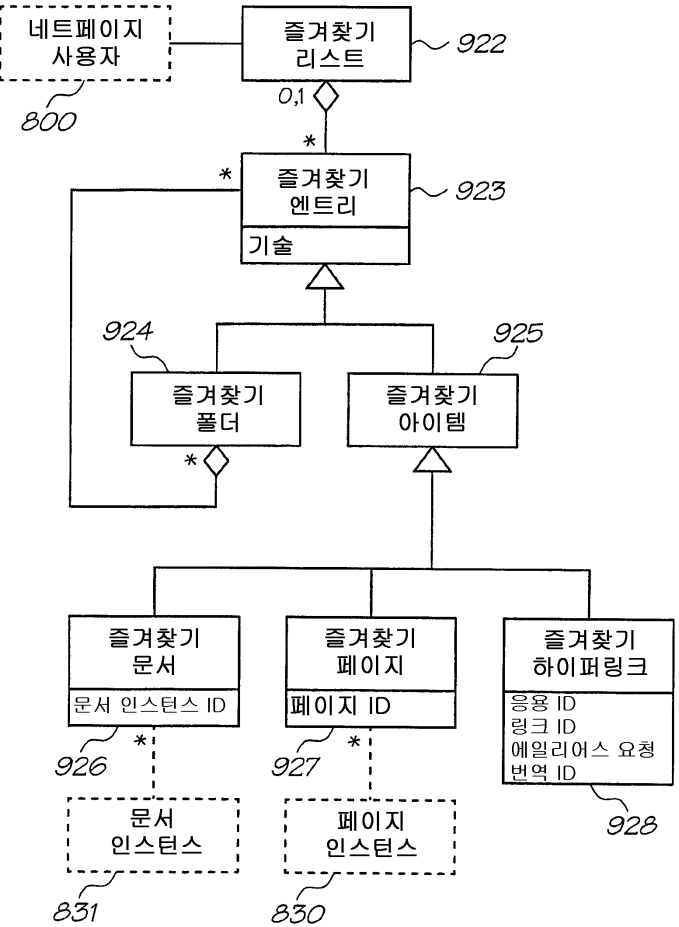 네트페이지
사용자
800
즐겨찾기
리스트
922
0,1
*
*
즐겨찾기
엔트리
923
기술
924
925
즐겨찾기
폴더
즐겨찾기
아이템
*
즐겨찾기
문서
문서 인스턴스 ID
926
즐겨찾기
페이지
페이지 ID
927
즐겨찾기
하이퍼링크
응용 ID
링크 ID
에일리어스 요청
번역 ID
928
*
*
문서
인스턴스
831
페이지
인스턴스
830